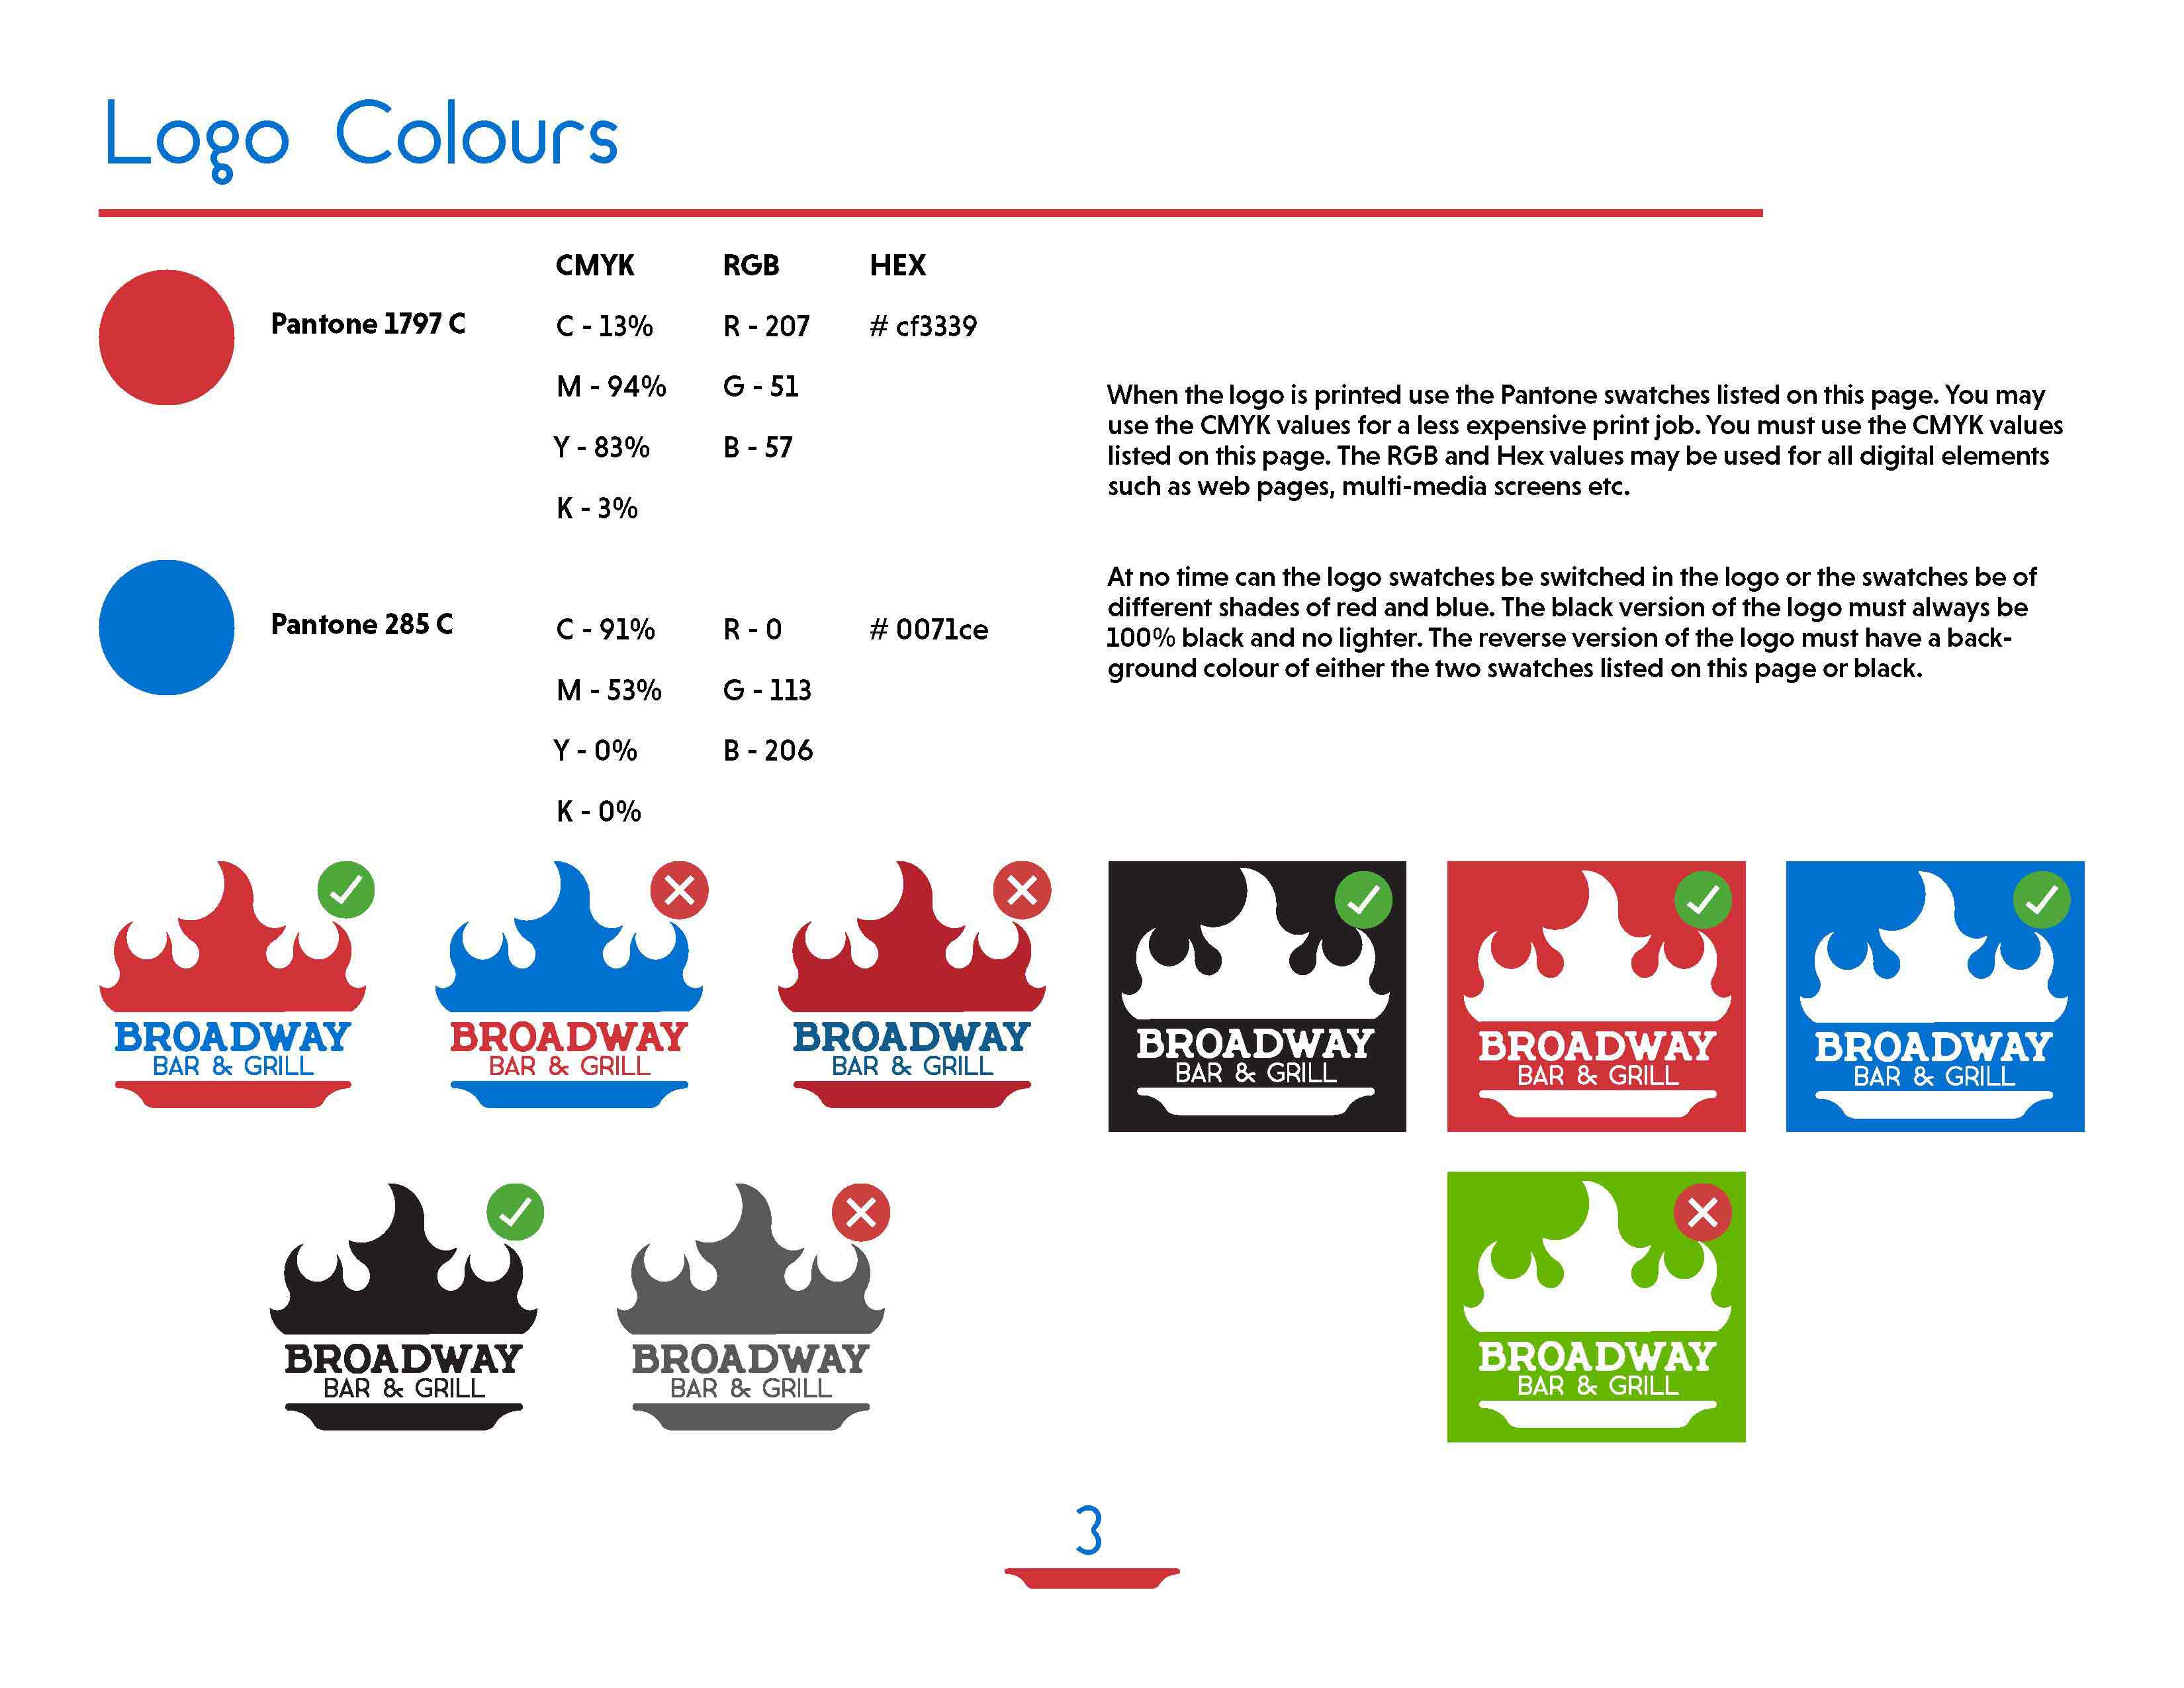 Logo Colours
CMYK RGB HEX
Pantone 1797 C C - 13% R - 207 # cf3339
M - 94% G - 51
Y - 83% B - 57
K - 3%
Pantone 285 C C - 91% R - 0 # 0071ce
M - 53% G - 113
Y - 0% B - 206
K - 0%
When the logo is printed use the Pantone swatches listed on this page. You may
use the CMYK values for a less expensive print job. You must use the CMYK values
listed on this page. The RGB and Hex values may be used for all digital elements
such as web pages, multi-media screens etc.
At no time can the logo swatches be switched in the logo or the swatches be of
different shades of red and blue. The black version of the logo must always be
100% black and no lighter. The reverse version of the logo must have a back-
ground colour of either the two swatches listed on this page or black.
BROADWAY
BAR & GRILL
BROADWAY
BAR & GRILL
BROADWAY
BAR & GRILL
BROADWAY
BAR & GRILL
BROADWAY
BAR & GRILL
BROADWAY
BAR & GRILL
BROADWAY
BAR & GRILL
BROADWAY
BAR & GRILL
BROADWAY
BAR & GRILL
3